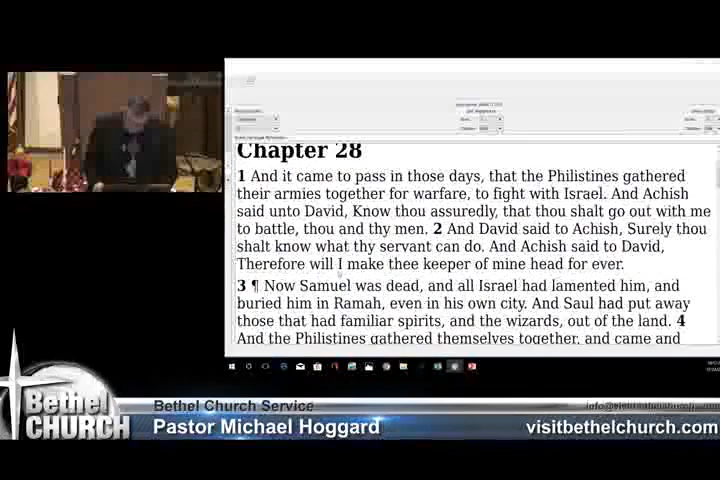 Chapter 28
1 And it came to pass in those days, that the Philistines gathered
their armies together for warfare, to fight with Israel. And Achish
said unto David, Know thou assuredly, that thou shalt go out with me
to battle, thou and thy men. 2 And David said to Achish, Surely thou
shalt know what thy servant can do. And Achish said to David,
Therefore will I make thee keeper of mine head for ever.
3 ¶ Now Samuel was dead, and all Israel had lamented him, and
buried him in Ramah, even in his own city. And Saul had put away
those that had familiar spirits, and the wizards, out of the land. 4
And the Philistines gathered themselves together, and came and
Bethel
CHURCH
Bethel Church Service
Pastor Michael Hoggard
visitbethelchurch.com